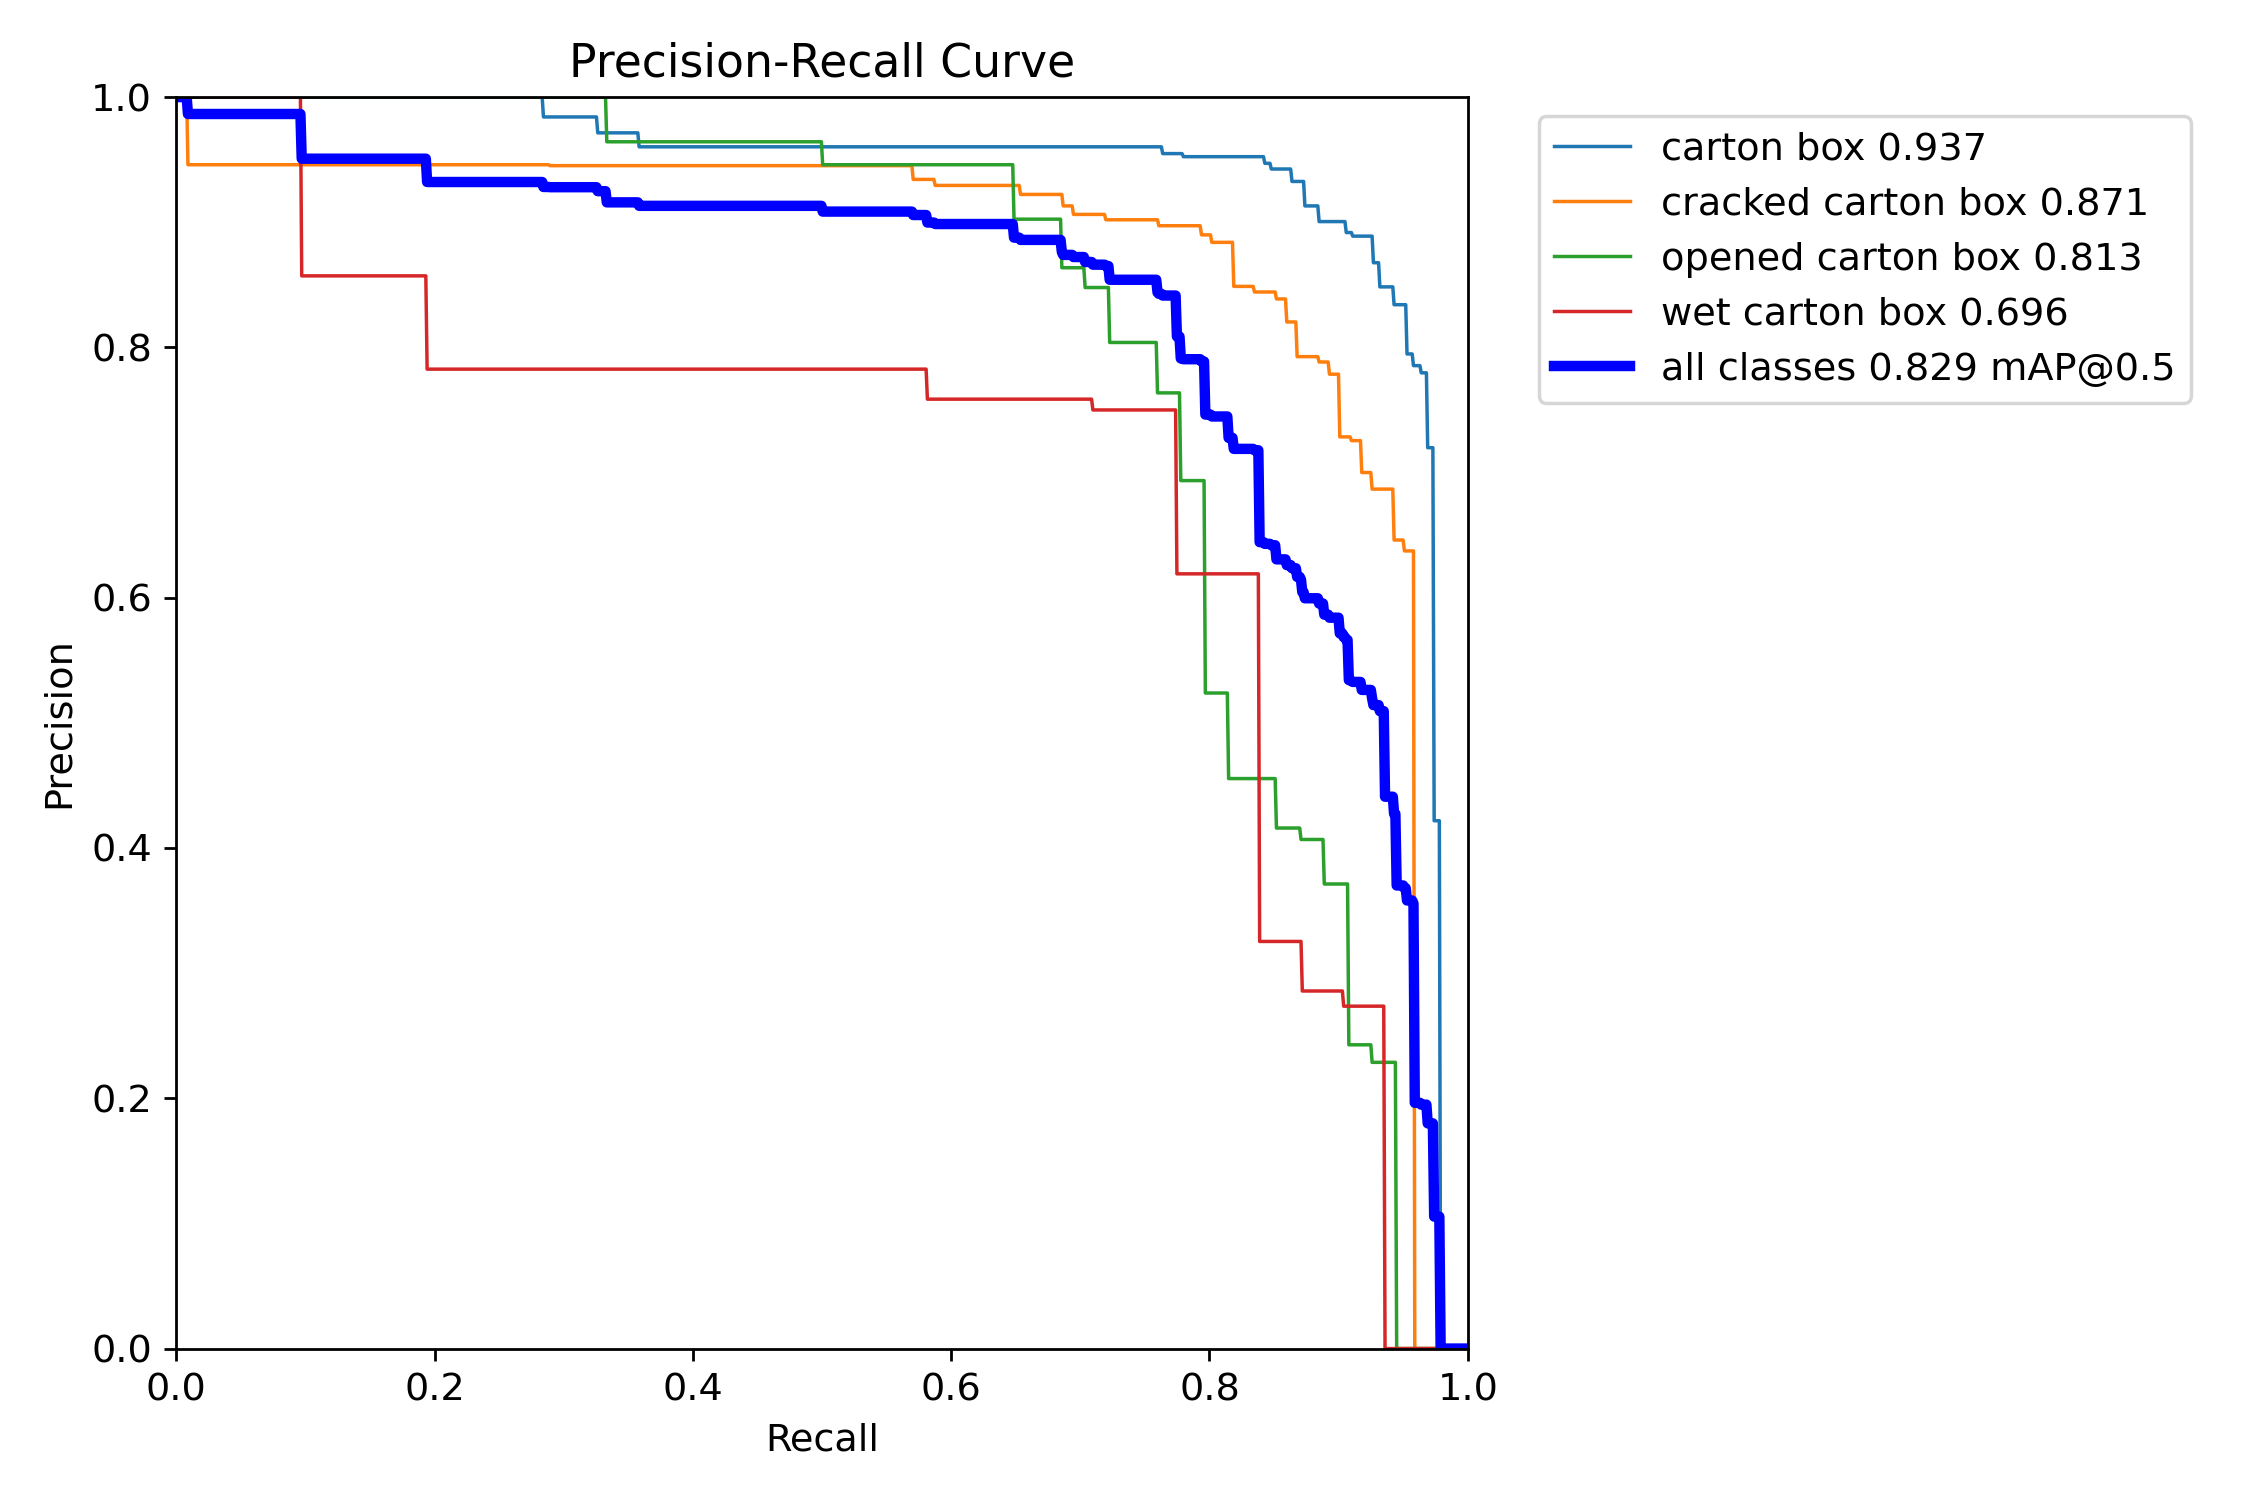 Precision-Recall Curve
1.0
0.8
0.6
0.4
0.2
0.0
Precision
0.0 0.2 0.4 0.6 0.8 1.0
Recall
carton box 0.937
cracked carton box 0.871
opened carton box 0.813
wet carton box 0.696
all classes 0.829 mAP@0.5